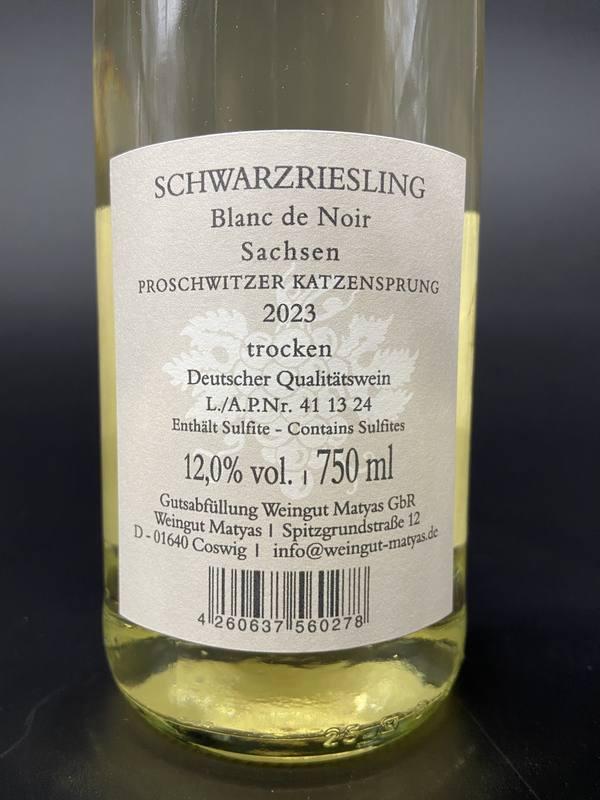 SCHWARZRIESLING
Blanc de Noir
Sachsen
PROSCHWITZER KATZENSPRUNG
2023
trocken
Deutscher Qualitätswein
L./A.P.Nr. 41 13 24
Enthält Sulfite - Contains Sulfites
12,0% vol. | 750 ml
Gutsabfüllung Weingut Matyas GbR
Weingut Matyas | Spitzgrundstraße 12
D - 01640 Coswig | info@weingut-matyas.de
4 260637 560278